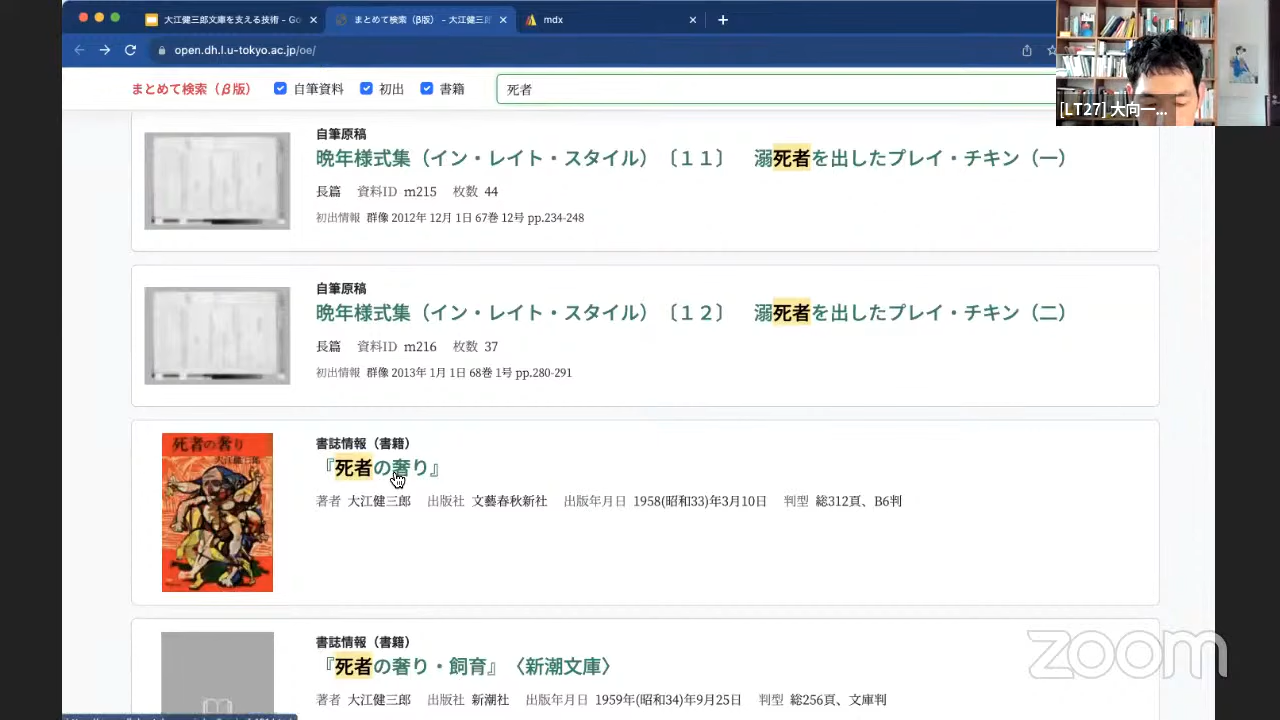 大江健三郎文庫を支える技術 - Go
まとめて検索（β版） - 大江健三郎
mdx
open.dh.l.u-tokyo.ac.jp/oe/
まとめて検索（β版）
自筆資料
初出
書籍
死者
[LT27] 大向一...
自筆原稿
晩年様式集（イン・レイト・スタイル）〔１１〕　溺死者を出したプレイ・チキン（一）
長篇 資料ID m215 枚数 44
初出情報 群像 2012年 12月 1日 67巻 12号 pp.234-248
自筆原稿
晩年様式集（イン・レイト・スタイル）〔１２〕　溺死者を出したプレイ・チキン（二）
長篇 資料ID m216 枚数 37
初出情報 群像 2013年 1月 1日 68巻 1号 pp.280-291
死者の奢り
大江健三郎
書誌情報（書籍）
『死者の奢り』
著者 大江健三郎 出版社 文藝春秋新社 出版年月日 1958(昭和33)年3月10日 判型 総312頁、B6判
書誌情報（書籍）
『死者の奢り・飼育』〈新潮文庫〉
著者 大江健三郎 出版社 新潮社 出版年月日 1959年(昭和34)年9月25日 判型 総256頁、文庫判
zoom